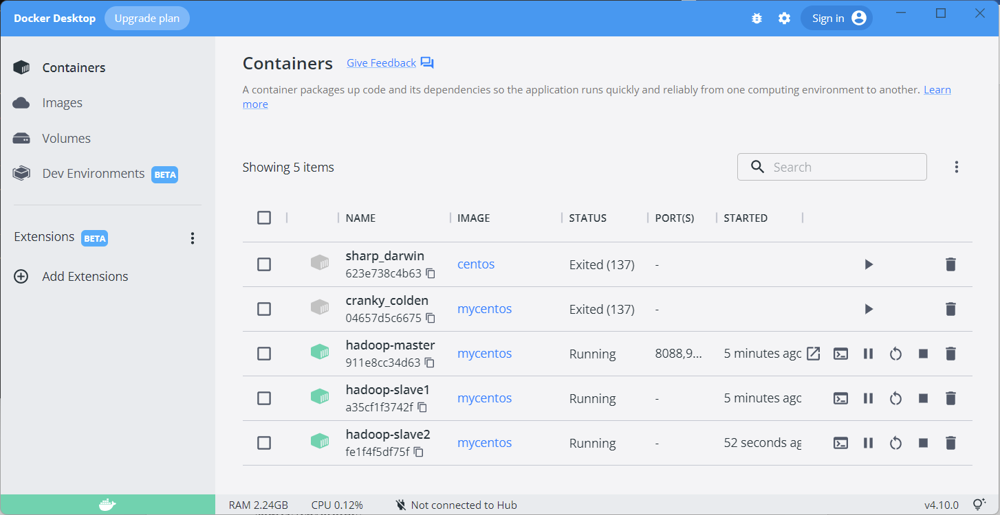 Docker Desktop Upgrade plan Sign in
Containers
Images
Volumes
Dev Environments BETA
Extensions BETA
Add Extensions
Containers Give Feedback
A container packages up code and its dependencies so the application runs quickly and reliably from one computing environment to another. Learn
more
Showing 5 items Search
NAME IMAGE STATUS PORT(S) STARTED
sharp_darwin
623e738c4b63 centos Exited (137) -
cranky_colden
04657d5c6675 mycentos Exited (137) -
hadoop-master
911e8cc34d63 mycentos Running 8088,9... 5 minutes ago
hadoop-slave1
a35cf1f3742f mycentos Running - 5 minutes ago
hadoop-slave2
fe1f4f5df75f mycentos Running - 52 seconds ag
RAM 2.24GB CPU 0.12% Not connected to Hub v4.10.0